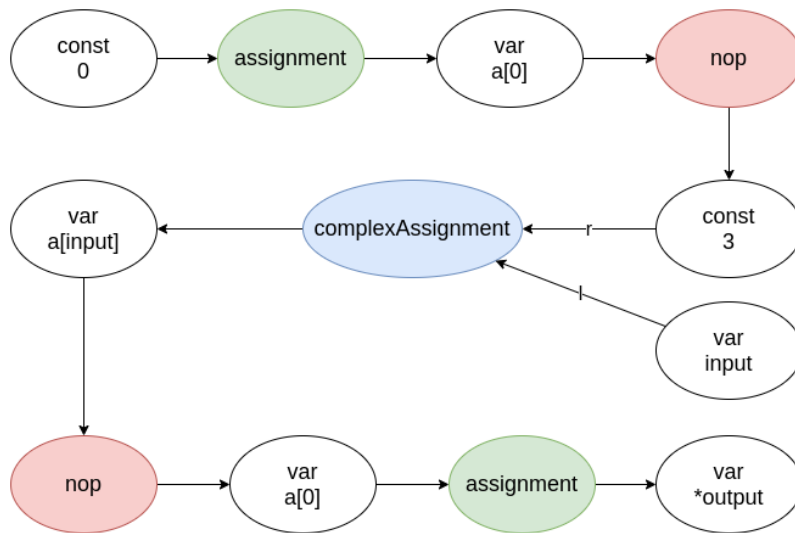 const
0
assignment
var
a[0]
nop
var
a[input]
complexAssignment
r
const
3
l
var
input
nop
var
a[0]
assignment
var
*output